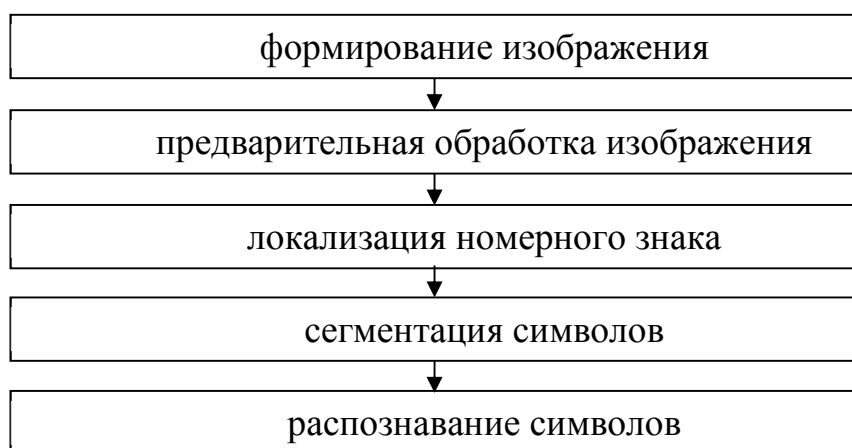 формирование изображения
предварительная обработка изображения
локализация номерного знака
сегментация символов
распознавание символов